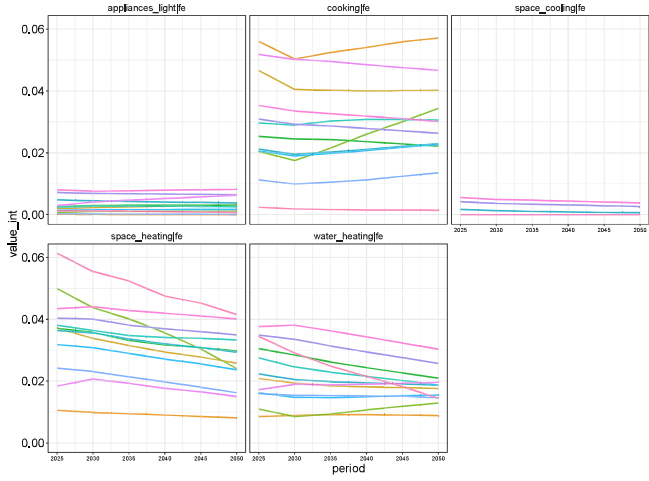 appliances_light|fe cooking|fe space_cooling|fe
0.06
0.04
0.02
0.00
2025 2030 2035 2040 2045 2050
value_int
space_heating|fe water_heating|fe
0.06
0.04
0.02
0.00
2025 2030 2035 2040 2045 2050 2025 2030 2035 2040 2045 2050
period